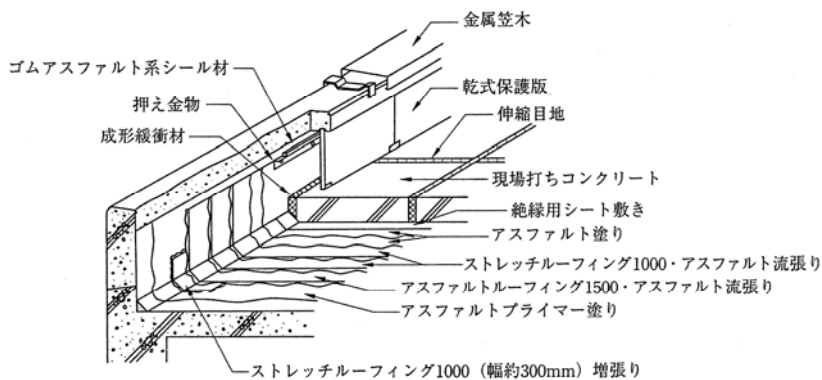 金属笠木
ゴムアスファルト系シール材
乾式保護版
押え金物
伸縮目地
成形緩衝材
現場打ちコンクリート
絶縁用シート敷き
アスファルト塗り
ストレッチルーフィング1000・アスファルト流張り
アスファルトルーフィング1500・アスファルト流張り
アスファルトプライマー塗り
ストレッチルーフィング1000（幅約300mm）増張り